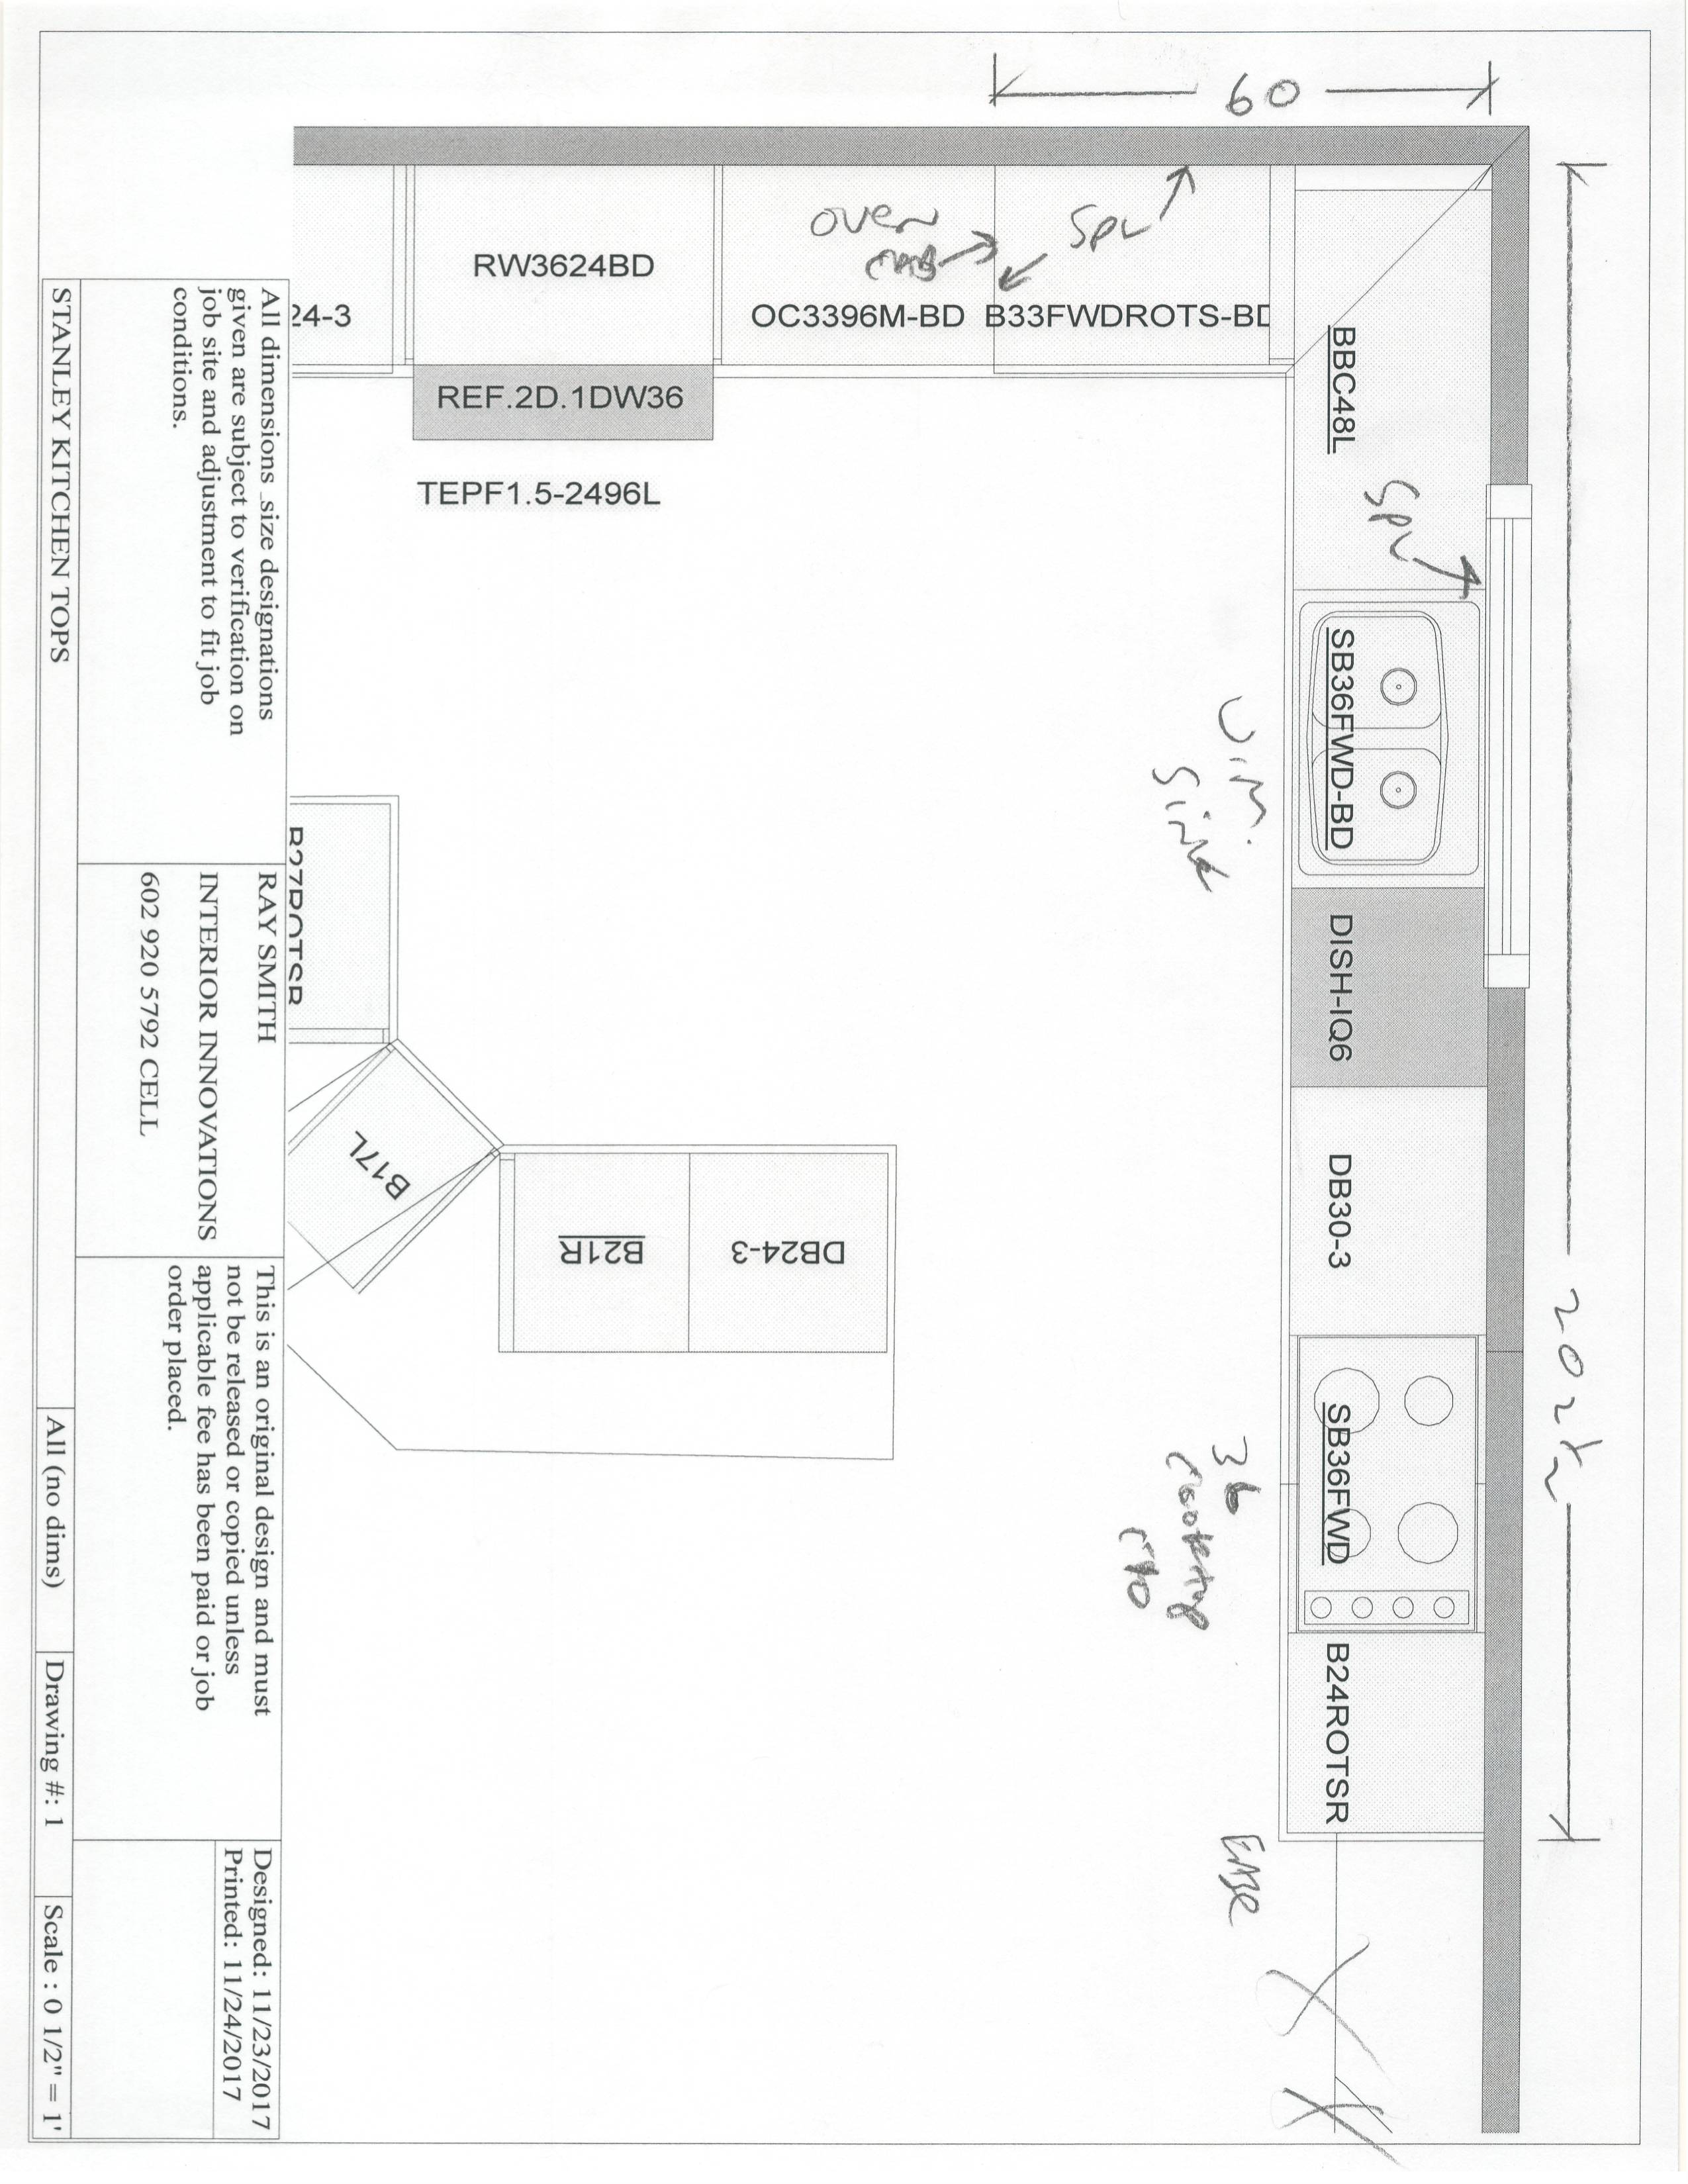 60
Spl
over
cab
RW3624BD
24-3
OC3396M-BD
B33FWDROTS-BD
REF.2D.1DW36
TEPF1.5-2496L
BBC48L
Spl
SB36FWD-BD
U.M.
Sink
DISH-IQ6
DB30-3
202 1/2
SB36FWD
36
Cooktop
C/O
B24ROTSR
B27ROTSR
B17L
B21R
DB24-3
All dimensions size designations
given are subject to verification on
job site and adjustment to fit job
conditions.
RAY SMITH
INTERIOR INNOVATIONS
602 920 5792 CELL
This is an original design and must
not be released or copied unless
applicable fee has been paid or job
order placed.
Designed: 11/23/2017
Printed: 11/24/2017
STANLEY KITCHEN TOPS
All (no dims)
Drawing #: 1
Scale : 0 1/2" = 1'